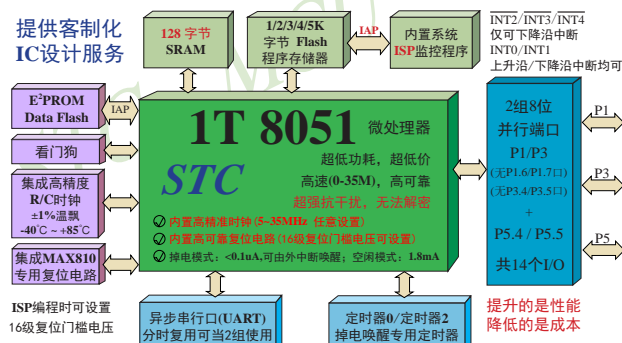 提供客制化
IC设计服务
128 字节
SRAM
1/2/3/4/5K
字节 Flash
程序存储器
IAP
内置系统
ISP监控程序
INT2/INT3/INT4
仅可下降沿中断
INT0/INT1
上升沿/下降沿中断均可
E²PROM
Data Flash
IAP
看门狗
集成高精度
R/C时钟
±1%温飘
-40℃ ~ +85℃
集成MAX810
专用复位电路
ISP编程时可设置
16级复位门槛电压
1T 8051 微处理器
STC
超低功耗，超低价
高速(0-35M)，高可靠
超强抗干扰，无法解密
内置高精准时钟(5~35MHz 任意设置)
内置高可靠复位电路(16级复位门槛电压可设置)
掉电模式：<0.1uA,可由外中断唤醒；空闲模式：1.8mA
2组8位
并行端口
P1/P3
(无P1.6/P1.7口)
(无P3.4/P3.5口)
+
P5.4 / P5.5
共14个I/O
P1
P3
P5
异步串行口(UART)
分时复用可当2组使用
定时器0/定时器2
掉电唤醒专用定时器
提升的是性能
降低的是成本